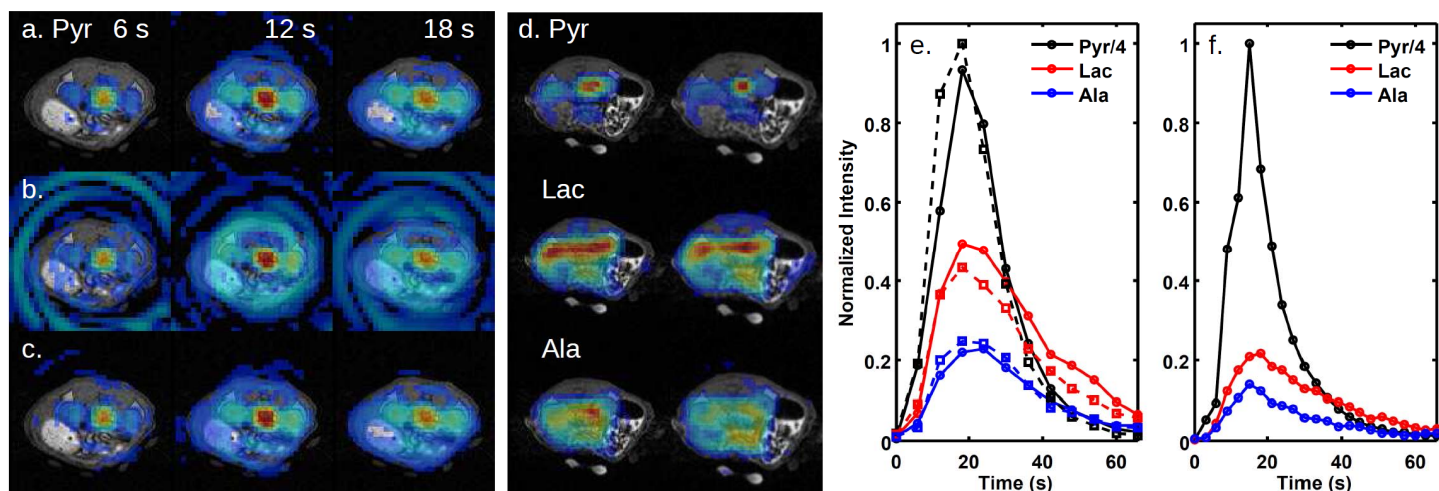 a. Pyr 6 s 12 s 18 s
b.
c.
d. Pyr
Lac
Ala
e.
Pyr/4
Lac
Ala
Normalized Intensity
1
0.8
0.6
0.4
0.2
0
0 20 40 60
Time (s)
f.
Pyr/4
Lac
Ala
1
0.8
0.6
0.4
0.2
0
0 20 40 60
Time (s)